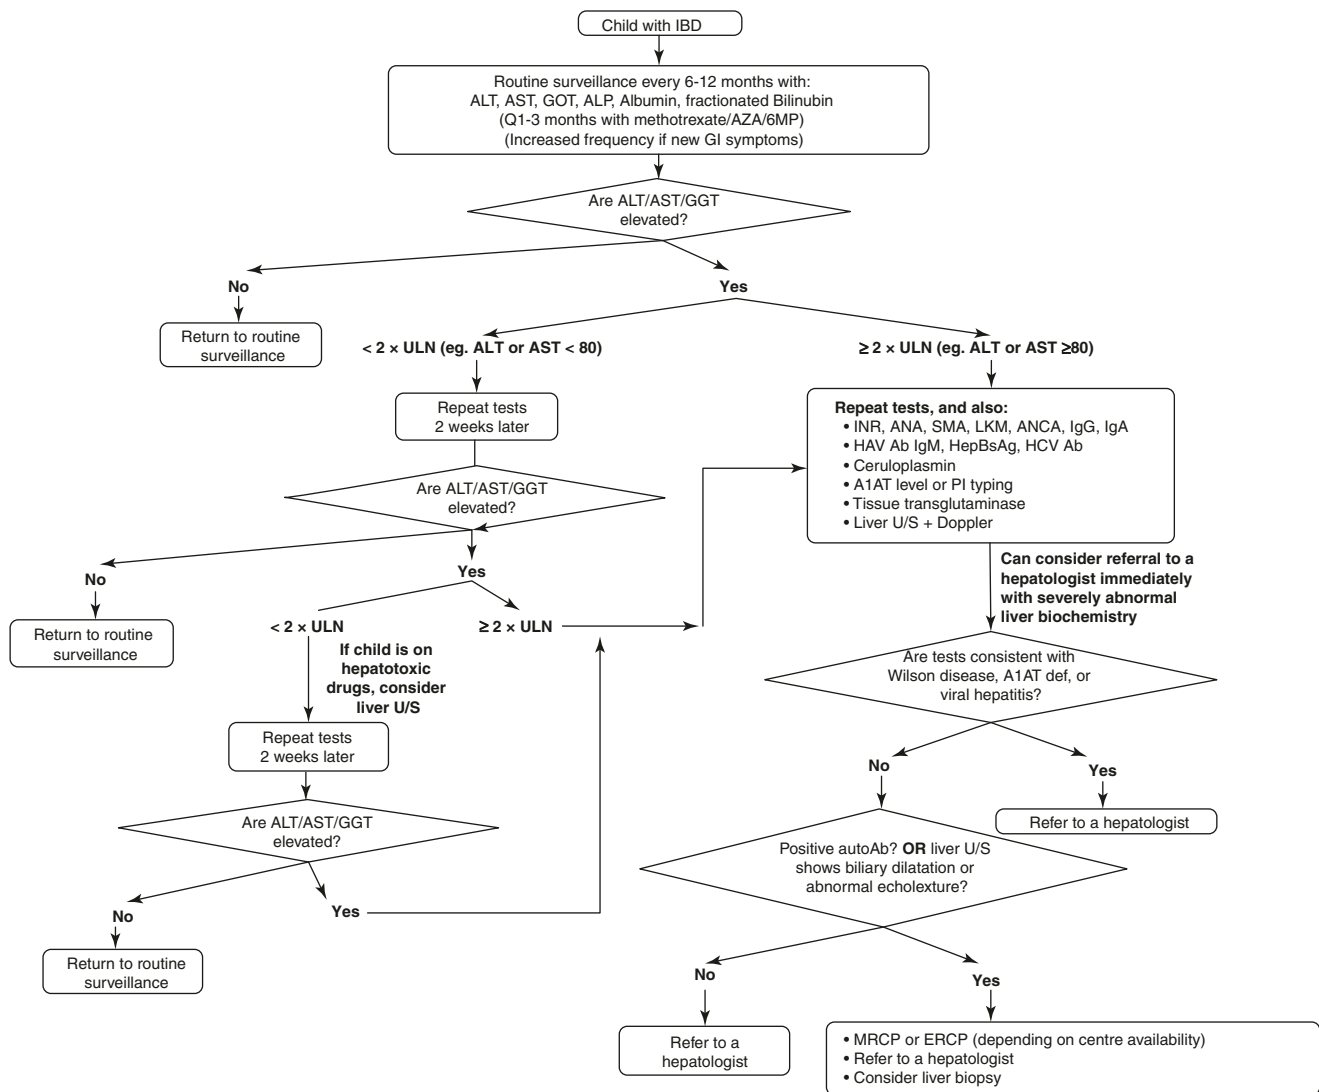 Child with IBD
Routine surveillance every 6-12 months with:
ALT, AST, GOT, ALP, Albumin, fractionated Bilinubin
(Q1-3 months with methotrexate/AZA/6MP)
(Increased frequency if new GI symptoms)
Are ALT/AST/GGT
elevated?
No
Yes
Return to routine
surveillance
< 2 × ULN (eg. ALT or AST < 80)
≥ 2 × ULN (eg. ALT or AST ≥80)
Repeat tests
2 weeks later
Repeat tests, and also:
• INR, ANA, SMA, LKM, ANCA, IgG, IgA
• HAV Ab IgM, HepBsAg, HCV Ab
• Ceruloplasmin
• A1AT level or PI typing
• Tissue transglutaminase
• Liver U/S + Doppler
Are ALT/AST/GGT
elevated?
No
Yes
Return to routine
surveillance
< 2 × ULN
≥ 2 × ULN
If child is on
hepatotoxic
drugs, consider
liver U/S
Can consider referral to a
hepatologist immediately
with severely abnormal
liver biochemistry
Are tests consistent with
Wilson disease, A1AT def, or
viral hepatitis?
Repeat tests
2 weeks later
No
Yes
Refer to a hepatologist
Are ALT/AST/GGT
elevated?
Positive autoAb? OR liver U/S
shows biliary dilatation or
abnormal echolexture?
No
Yes
Return to routine
surveillance
No
Yes
Refer to a
hepatologist
• MRCP or ERCP (depending on centre availability)
• Refer to a hepatologist
• Consider liver biopsy